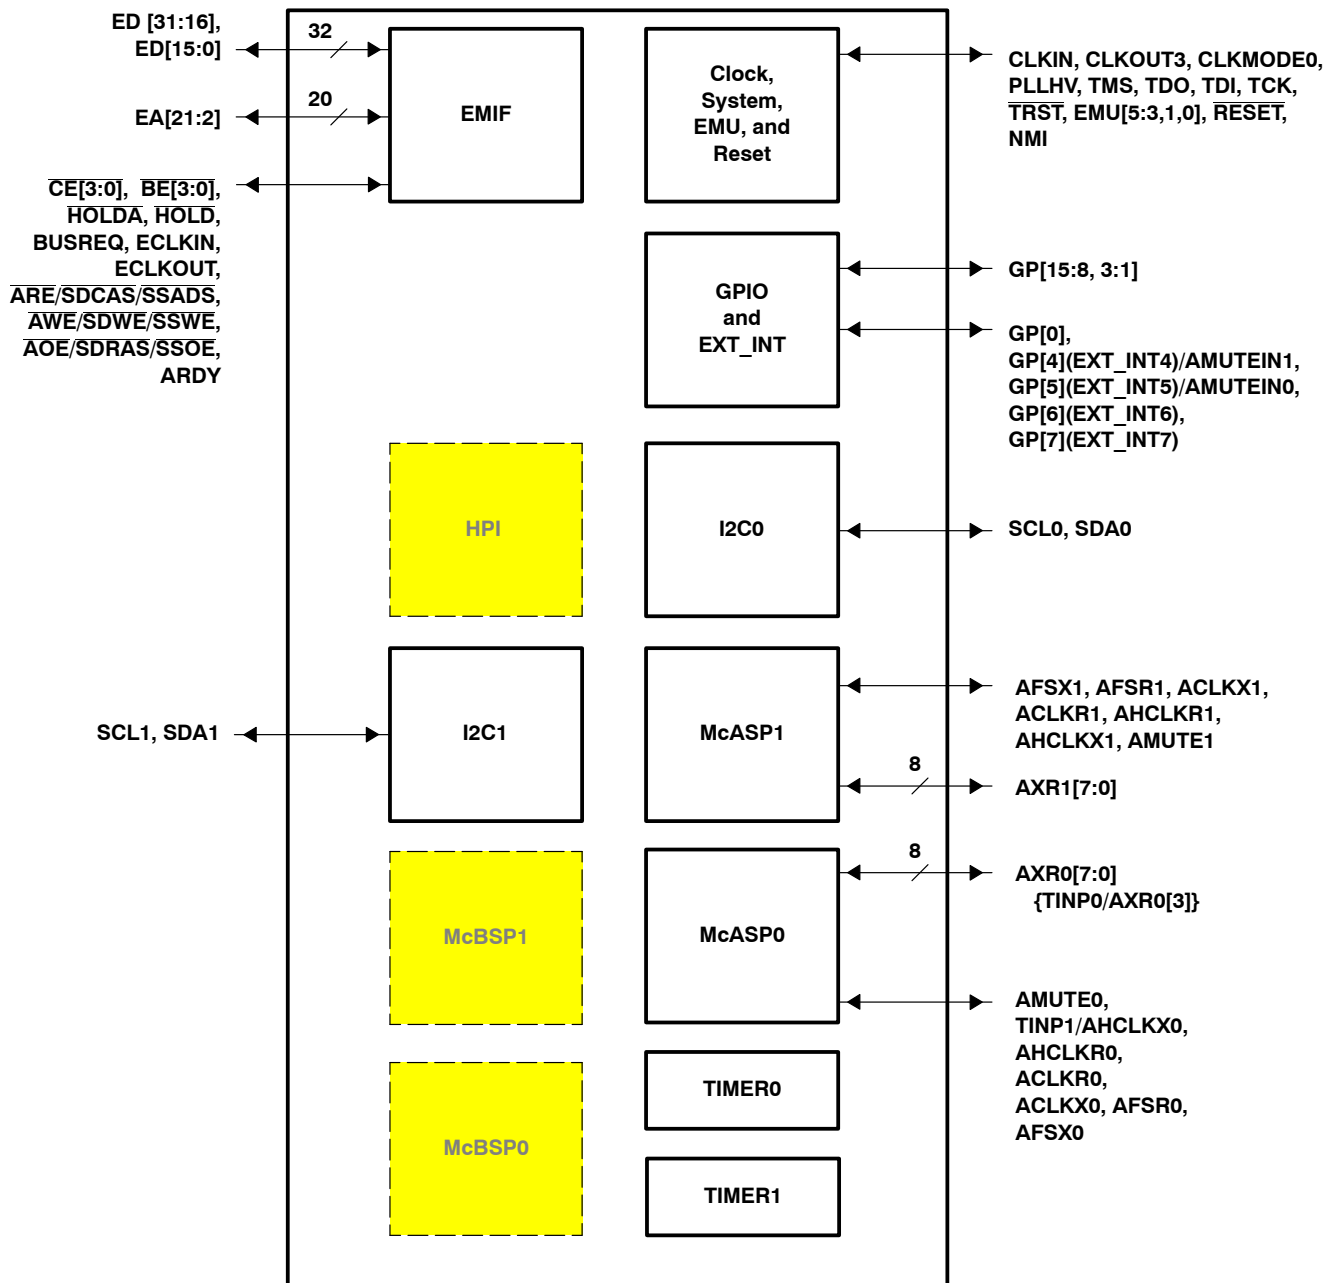 ED [31:16],
ED[15:0]
32
EA[21:2]
20
EMIF
CE[3:0], BE[3:0],
HOLDA, HOLD,
BUSREQ, ECLKIN,
ECLKOUT,
ARE/SDCAS/SSADS,
AWE/SDWE/SSWE,
AOE/SDRAS/SSOE,
ARDY
Clock,
System,
EMU, and
Reset
CLKIN, CLKOUT3, CLKMODE0,
PLLHV, TMS, TDO, TDI, TCK,
TRST, EMU[5:3,1,0], RESET,
NMI
GPIO
and
EXT_INT
GP[15:8, 3:1]
GP[0],
GP[4](EXT_INT4)/AMUTEIN1,
GP[5](EXT_INT5)/AMUTEIN0,
GP[6](EXT_INT6),
GP[7](EXT_INT7)
HPI
I2C0
SCL0, SDA0
SCL1, SDA1
I2C1
McASP1
AFSX1, AFSR1, ACLKX1,
ACLKR1, AHCLKR1,
AHCLKX1, AMUTE1
8
AXR1[7:0]
McBSP1
McASP0
8
AXR0[7:0]
{TINP0/AXR0[3]}
AMUTE0,
TINP1/AHCLKX0,
AHCLKR0,
ACLKR0,
ACLKX0, AFSR0,
AFSX0
McBSP0
TIMER0
TIMER1